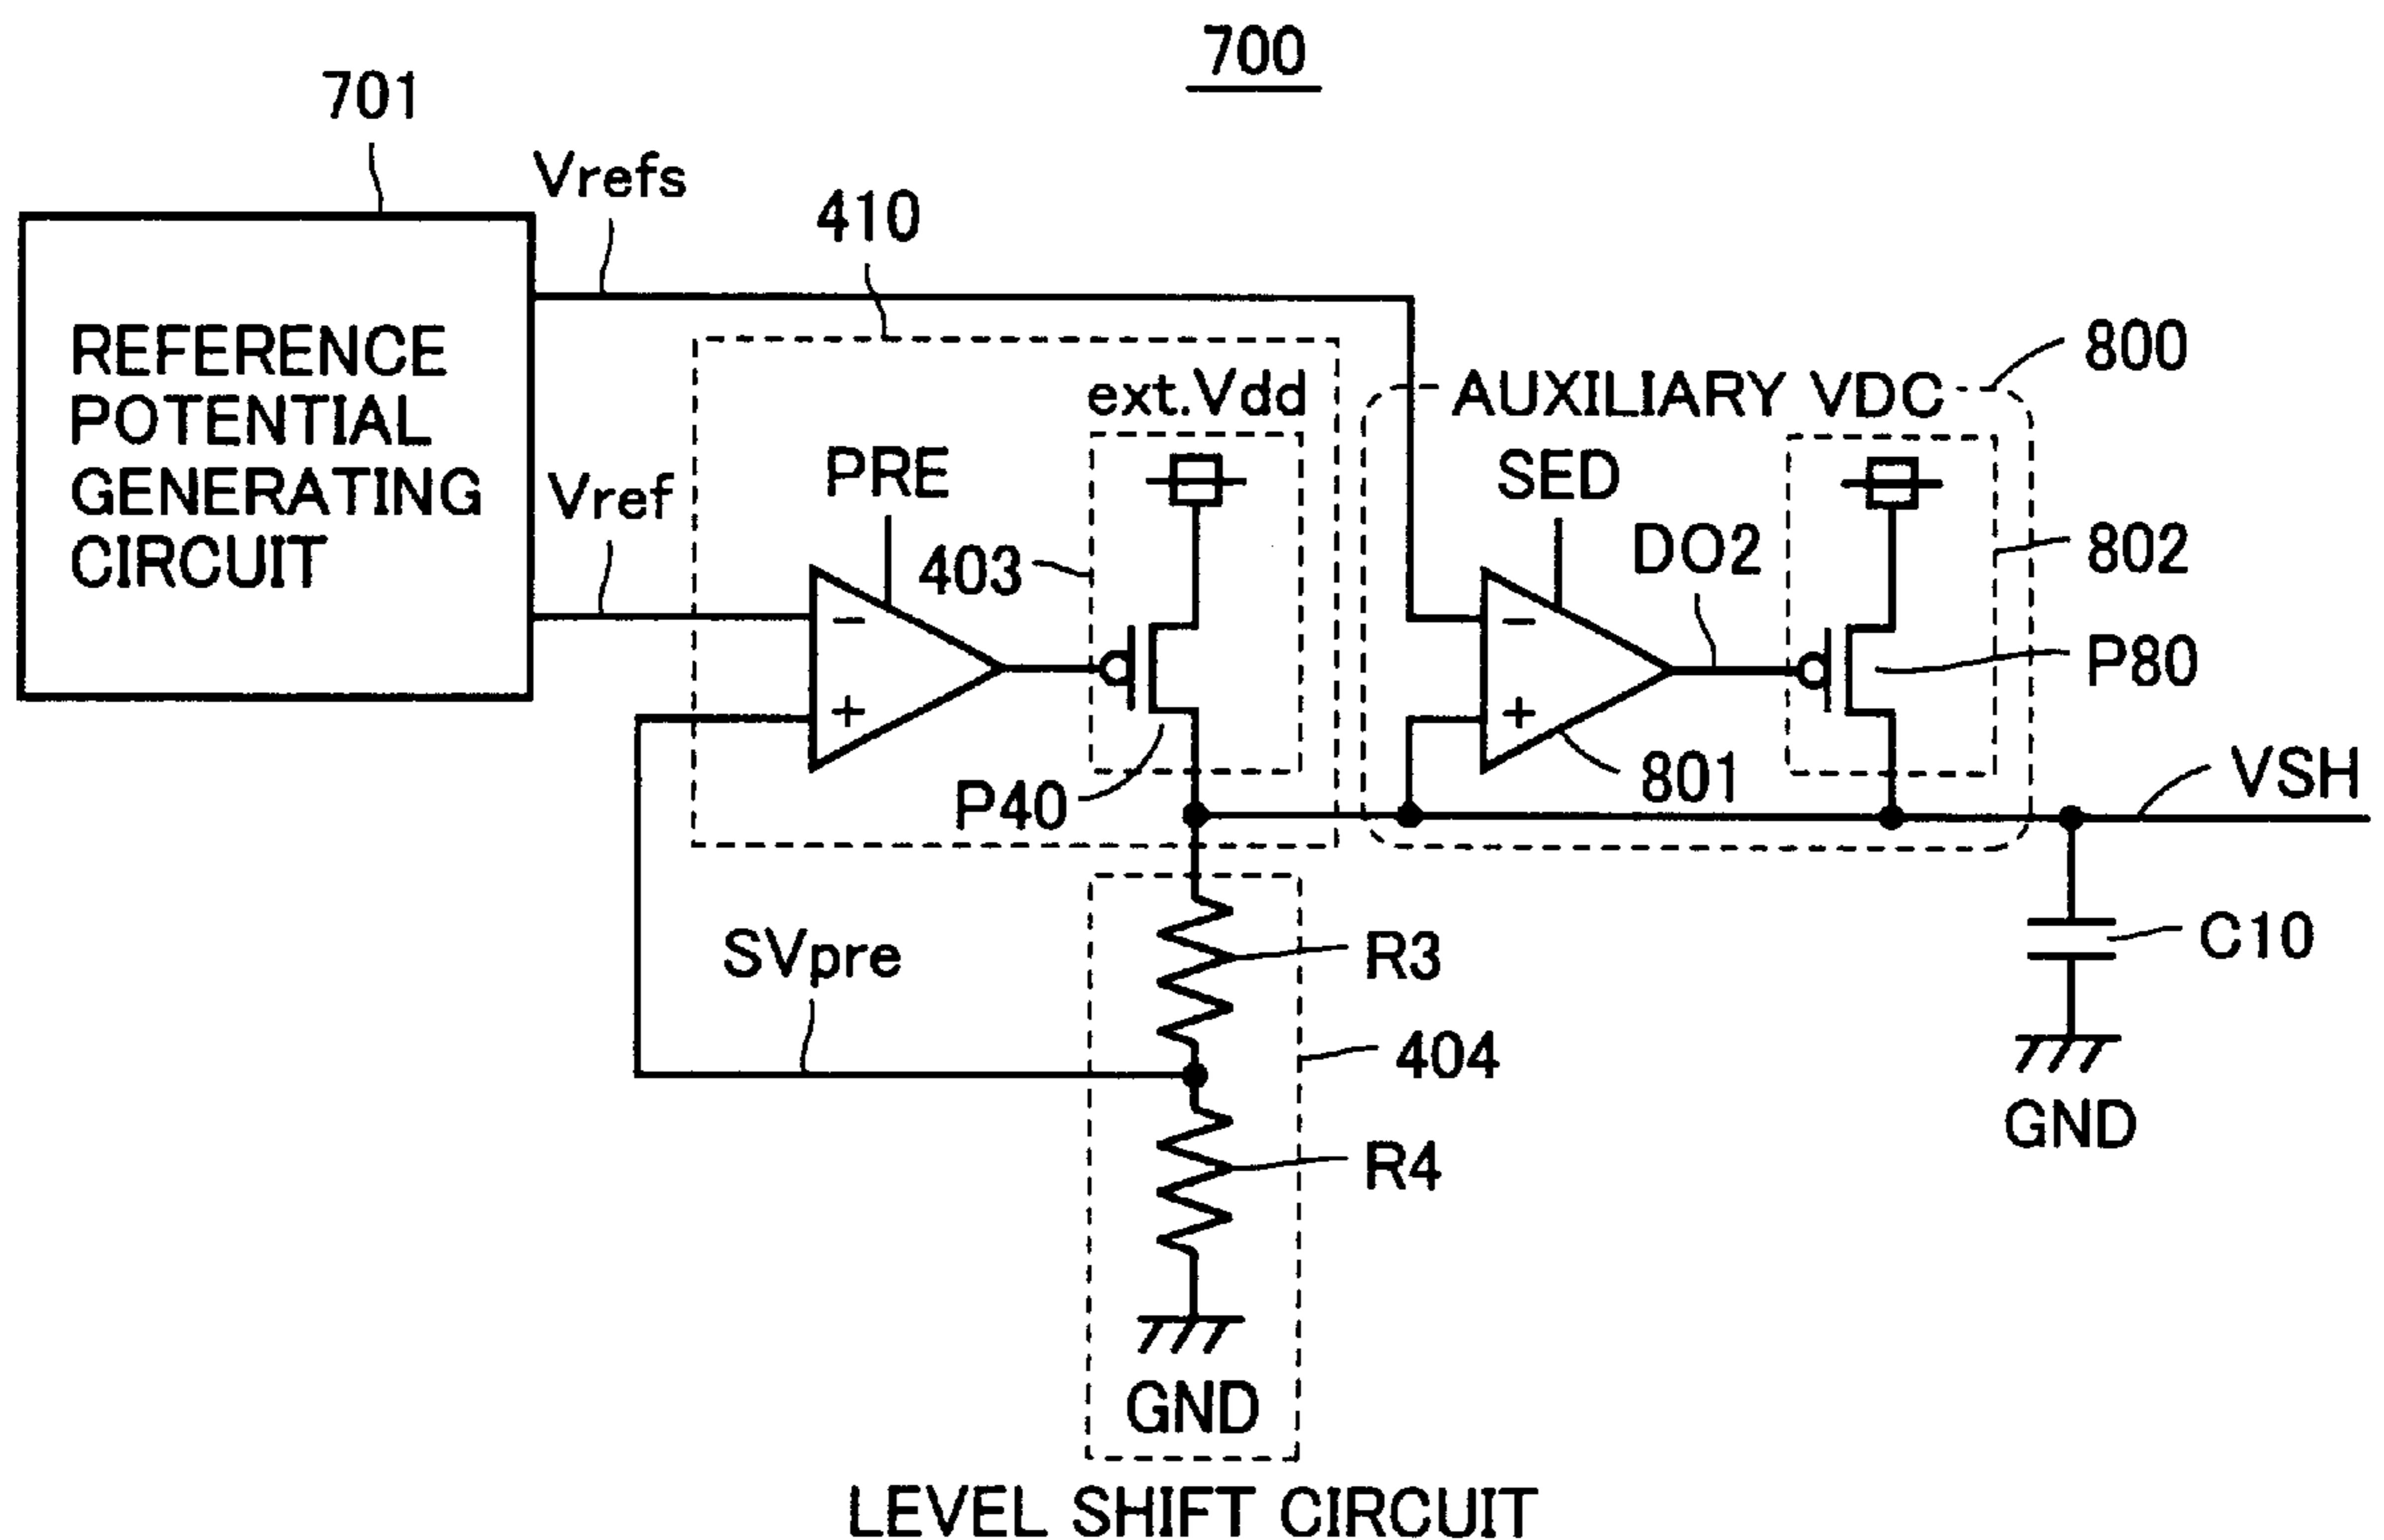 700
701
Vrefs
410
800
REFERENCE
POTENTIAL
GENERATING
CIRCUIT
ext.Vdd
AUXILIARY VDC
PRE
SED
Vref
403
DO2
802
-
+
-
+
P80
P40
801
VSH
SVpre
R3
C10
404
GND
R4
GND
LEVEL SHIFT CIRCUIT